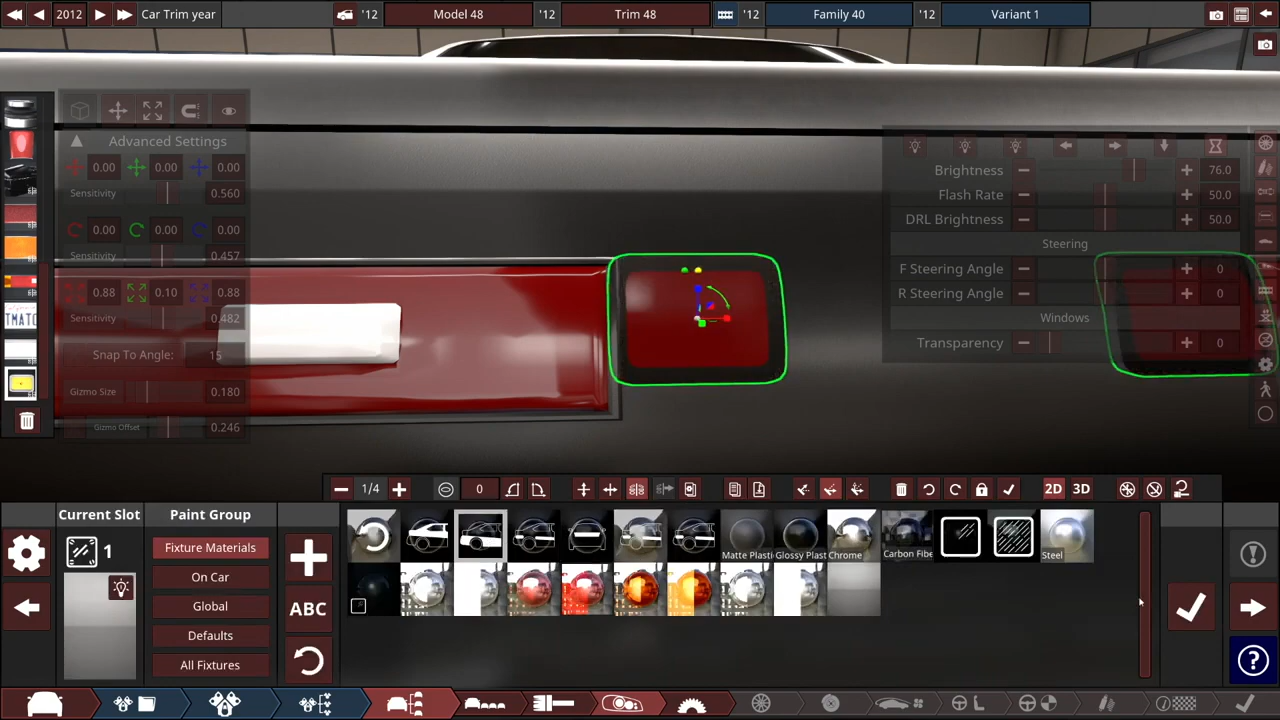 2012 Car Trim year '12 Model 48 '12 Trim 48 '12 Family 40 '12 Variant 1
Advanced Settings
0.00 0.00 0.00
Sensitivity 0.560
0.00 0.00 0.00
Sensitivity 0.457
0.88 0.10 0.88
Sensitivity 0.482
Snap To Angle: 15
Gizmo Size 0.180
Gizmo Offset 0.246
TMATC
Brightness 76.0
Flash Rate 50.0
DRL Brightness 50.0
Steering
F Steering Angle 0
R Steering Angle 0
Windows
Transparency 0
1/4 0 2D 3D
Current Slot
1
Paint Group
Fixture Materials
On Car
Global
Defaults
All Fixtures
ABC
Matte Plasti Glossy Plast Chrome Carbon Fibe Steel
?